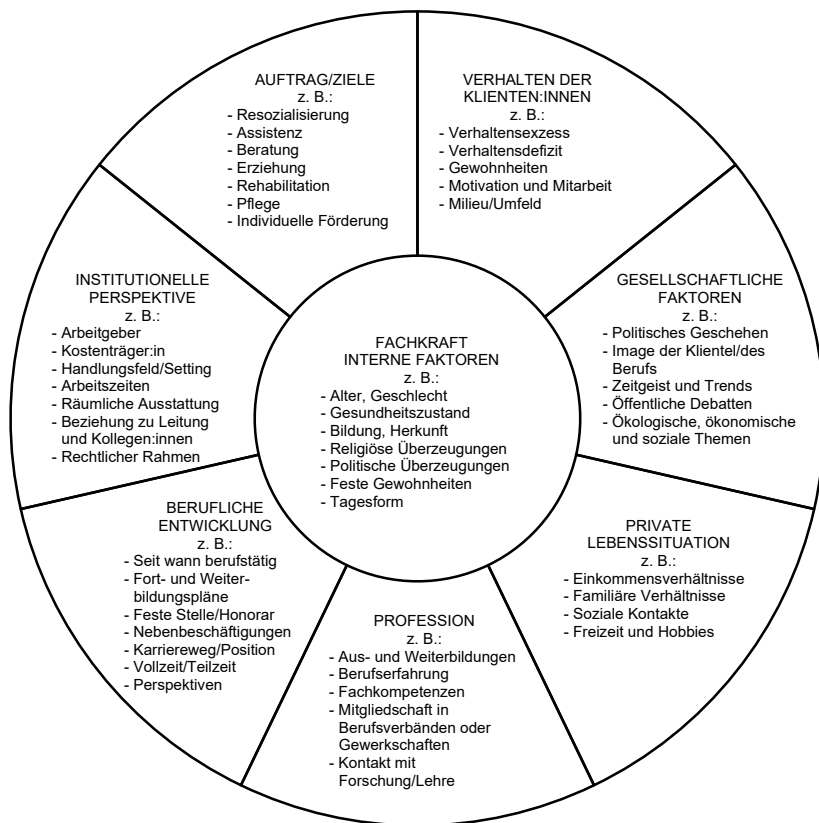 AUFTRAG/ZIELE
z. B.:
- Resozialisierung
- Assistenz
- Beratung
- Erziehung
- Rehabilitation
- Pflege
- Individuelle Förderung
VERHALTEN DER
KLIENTEN:INNEN
z. B.:
- Verhaltensexzess
- Verhaltensdefizit
- Gewohnheiten
- Motivation und Mitarbeit
- Milieu/Umfeld
GESELLSCHAFTLICHE
FAKTOREN
z. B.:
- Politisches Geschehen
- Image der Klientel/des
Berufs
- Zeitgeist und Trends
- Öffentliche Debatten
- Ökologische, ökonomische
und soziale Themen
PRIVATE
LEBENSSITUATION
z. B.:
- Einkommensverhältnisse
- Familiäre Verhältnisse
- Soziale Kontakte
- Freizeit und Hobbies
PROFESSION
z. B.:
- Aus- und Weiterbildungen
- Berufserfahrung
- Fachkompetenzen
- Mitgliedschaft in
Berufsverbänden oder
Gewerkschaften
- Kontakt mit
Forschung/Lehre
BERUFLICHE
ENTWICKLUNG
z. B.:
- Seit wann berufstätig
- Fort- und Weiter-
bildungspläne
- Feste Stelle/Honorar
- Nebenbeschäftigungen
- Karriereweg/Position
- Vollzeit/Teilzeit
- Perspektiven
INSTITUTIONELLE
PERSPEKTIVE
z. B.:
- Arbeitgeber
- Kostenträger:in
- Handlungsfeld/Setting
- Arbeitszeiten
- Räumliche Ausstattung
- Beziehung zu Leitung
und Kollegen:innen
- Rechtlicher Rahmen
FACHKRAFT
INTERNE FAKTOREN
z. B.:
- Alter, Geschlecht
- Gesundheitszustand
- Bildung, Herkunft
- Religiöse Überzeugungen
- Politische Überzeugungen
- Feste Gewohnheiten
- Tagesform